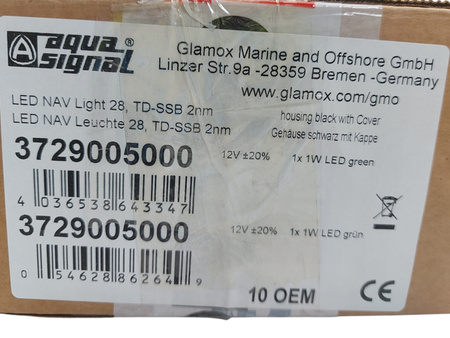 aqua signal®
Glamox Marine and Offshore GmbH
Linzer Str.9a -28359 Bremen -Germany
www.glamox.com/gmo
LED NAV Light 28, TD-SSB 2nm
LED NAV Leuchte 28, TD-SSB 2nm
housing black with Cover
Gehäuse schwarz mit Kappe
3729005000
12V ±20%
1x 1W LED green
4 036538 643347
3729005000
12V ±20%
1x 1W LED grün
0 54628 86264 9
10 OEM
CE